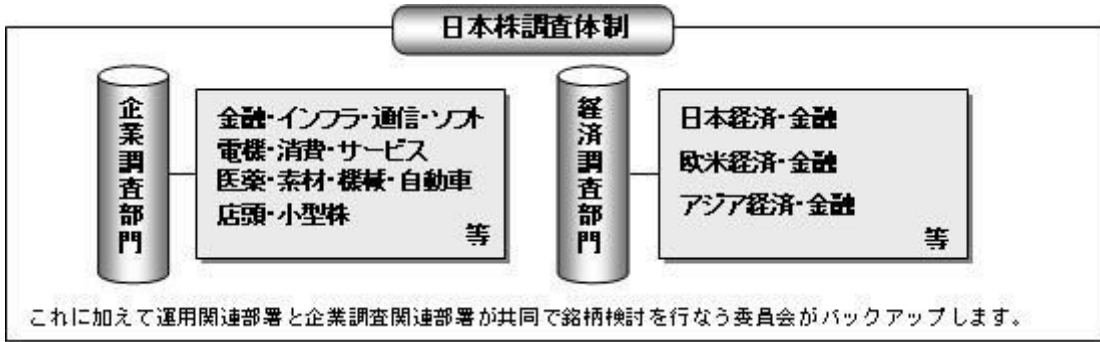 日本株調査体制
企業調査部門
金融・インフラ・通信・ソフト
電機・消費・サービス
医薬・素材・機械・自動車
店頭・小型株
等
経済調査部門
日本経済・金融
欧米経済・金融
アジア経済・金融
等
これに加えて運用関連部署と企業調査関連部署が共同で銘柄検討を行なう委員会がバックアップします。